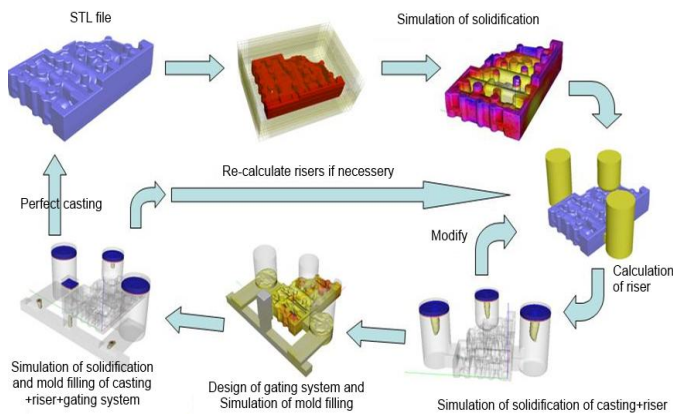 STL file
Simulation of solidification
Re-calculate risers if necessery
Perfect casting
Modify
Calculation
of riser
Simulation of solidification
and mold filling of casting
+riser+gating system
Design of gating system and
Simulation of mold filling
Simulation of solidification of casting+riser